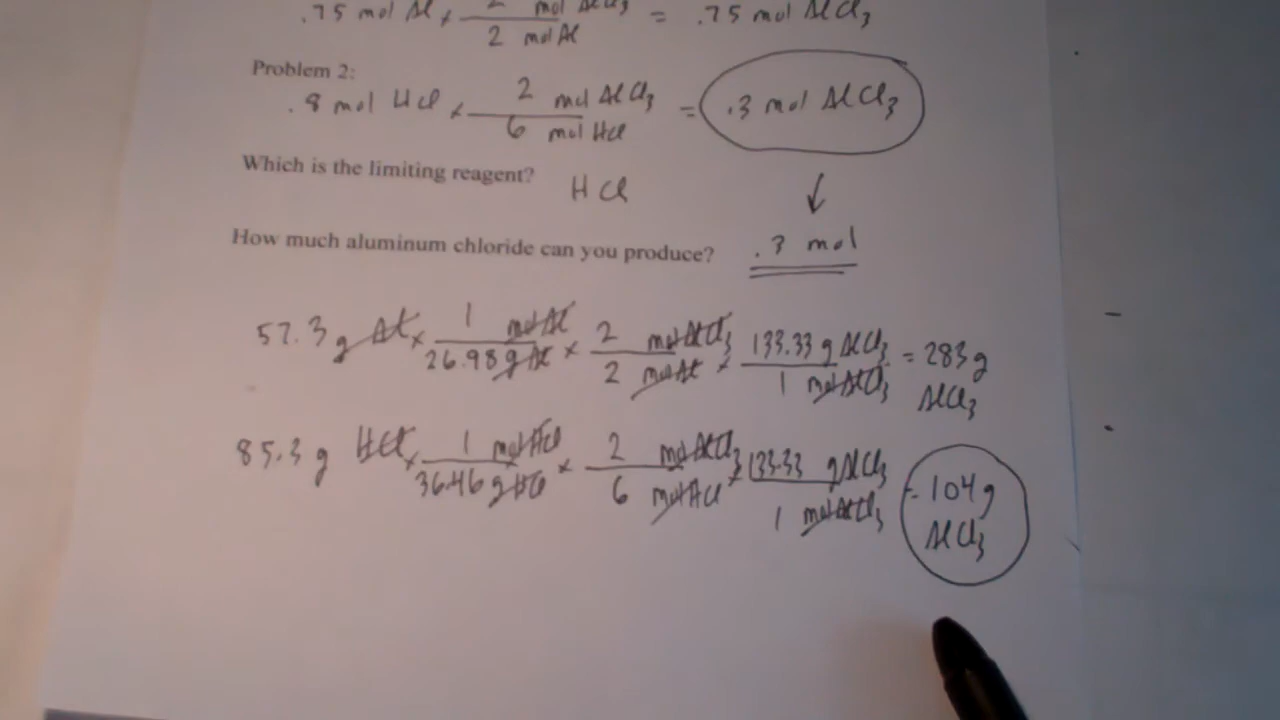 .75 mol Al x 2 mol AlCl3 / 2 mol Al = .75 mol AlCl3
Problem 2:
.8 mol HCl x 2 mol AlCl3 / 6 mol HCl = .3 mol AlCl3
Which is the limiting reagent? HCl
↓
How much aluminum chloride can you produce? .3 mol
57.3 g Al x 1 mol Al / 26.98 g Al x 2 mol AlCl3 / 2 mol Al x 133.33 g AlCl3 / 1 mol AlCl3 = 283 g AlCl3
85.3 g HCl x 1 mol HCl / 36.46 g HCl x 2 mol AlCl3 / 6 mol HCl x 133.33 g AlCl3 / 1 mol AlCl3 = 104 g AlCl3